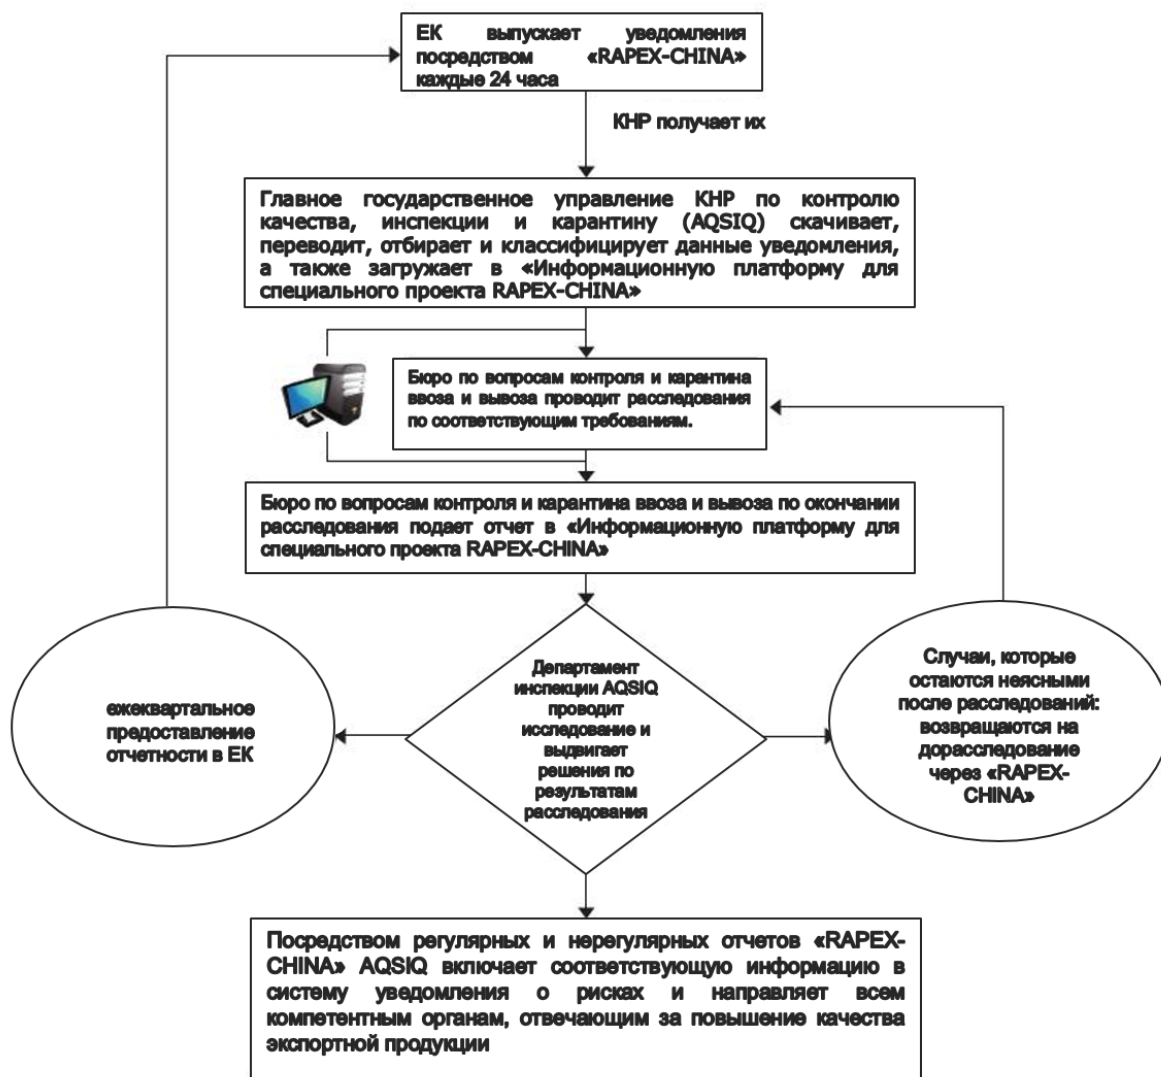 ЕК выпускает уведомления
посредством «RAPEX-CHINA»
каждые 24 часа
КНР получает их
Главное государственное управление КНР по контролю
качества, инспекции и карантину (AQSIQ) скачивает,
переводит, отбирает и классифицирует данные уведомления,
а также загружает в «Информационную платформу для
специального проекта RAPEX-CHINA»
Бюро по вопросам контроля и карантина
ввоза и вывоза проводит расследования
по соответствующим требованиям.
Бюро по вопросам контроля и карантина ввоза и вывоза по окончании
расследования подает отчет в «Информационную платформу для
специального проекта RAPEX-CHINA»
ежеквартальное
предоставление
отчетности в ЕК
Департамент
инспекции AQSIQ
проводит
исследование и
выдвигает
решения по
результатам
расследования
Случаи, которые
остаются неясными
после расследований:
возвращаются на
дорасследование
через «RAPEX-
CHINA»
Посредством регулярных и нерегулярных отчетов «RAPEX-
CHINA» AQSIQ включает соответствующую информацию в
систему уведомления о рисках и направляет всем
компетентным органам, отвечающим за повышение качества
экспортной продукции